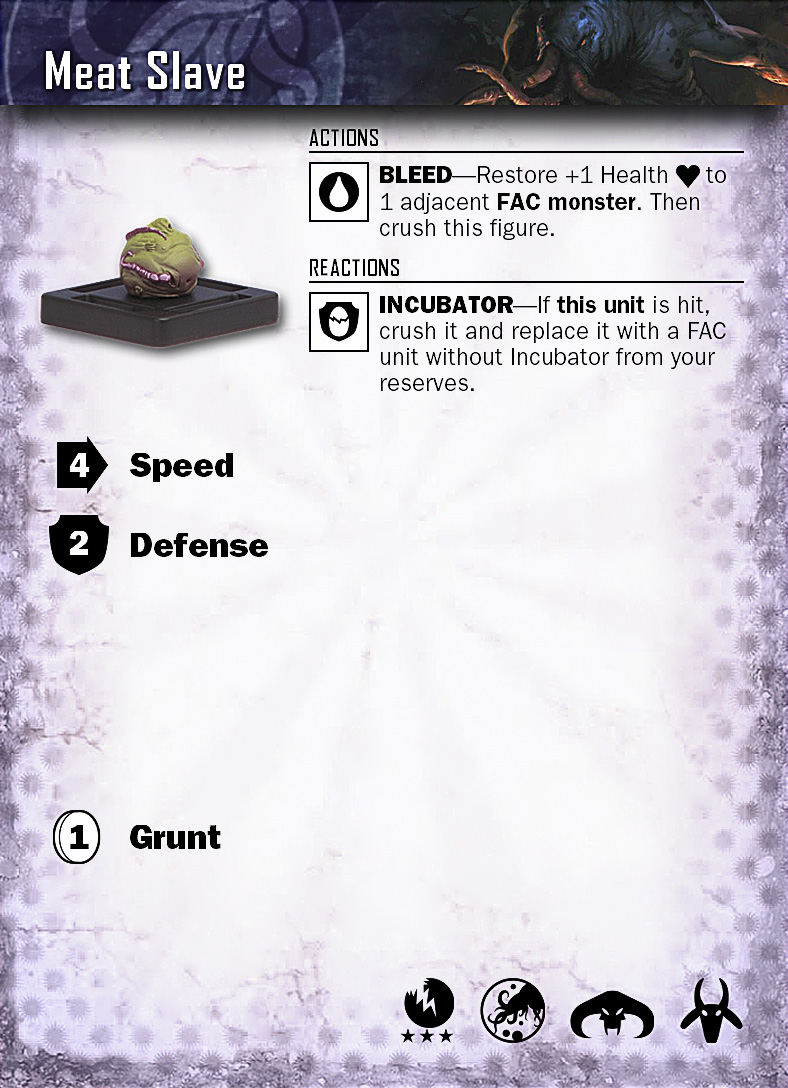 Meat Slave
ACTIONS
BLEED—Restore +1 Health ♥ to
1 adjacent FAC monster. Then
crush this figure.
REACTIONS
INCUBATOR—If this unit is hit,
crush it and replace it with a FAC
unit without Incubator from your
reserves.
4 Speed
2 Defense
1 Grunt